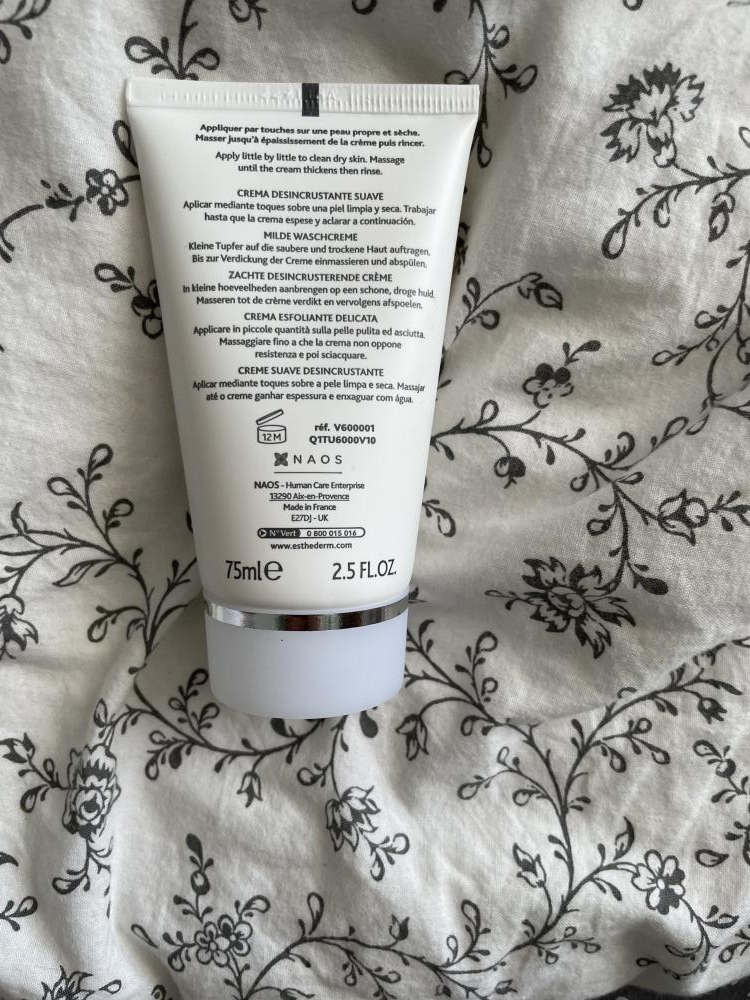 Appliquer par touches sur une peau propre et sèche.
Masser jusqu'à épaississement de la crème puis rincer.
Apply little by little to clean dry skin. Massage
until the cream thickens then rinse.
CREMA DESINCRUSTANTE SUAVE
Aplicar mediante toques sobre una piel limpia y seca. Trabajar
hasta que la crema espese y aclarar a continuación.
MILDE WASCHCREME
Kleine Tupfer auf die saubere und trockene Haut auftragen.
Bis zur Verdickung der Creme einmassieren und abspülen.
ZACHTE DESINCRUSTERENDE CRÈME
In kleine hoeveelheden aanbrengen op een schone, droge huid.
Masseren tot de crème verdikt en vervolgens afspoelen.
CREMA ESFOLIANTE DELICATA
Applicare in piccole quantità sulla pelle pulita ed asciutta.
Massaggiare fino a che la crema non oppone
resistenza e poi sciacquare.
CREME SUAVE DESINCRUSTANTE
Aplicar mediante toques sobre a pele limpa e seca. Massajar
até o creme ganhar espessura e enxaguar com água.
12 M
réf. V600001
Q1TU6000V10
NAOS
NAOS - Human Care Enterprise
13290 Aix-en-Provence
Made in France
E27DJ - UK
N° Vert 0 800 015 016
www.esthederm.com
75ml e 2.5 FL.OZ.